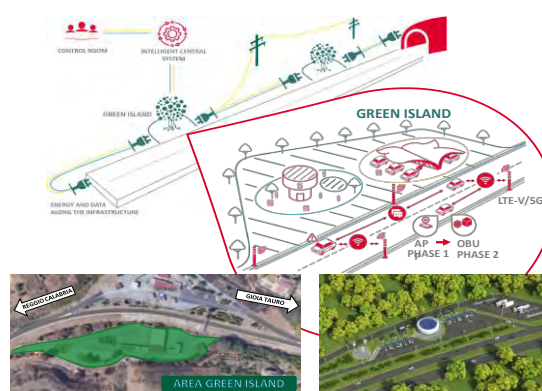 CONTROL ROOM
INTELLIGENT CENTRAL
SYSTEM
GREEN ISLAND
ENERGY AND DATA
ALONG THE INFRASTRUCTURE
GREEN ISLAND
LTE-V/5G
AP
P
PHASE 1
OBU
PHASE 2
REGGIO CALABRIA
GIOIA TAURO
AREA GREEN ISLAND